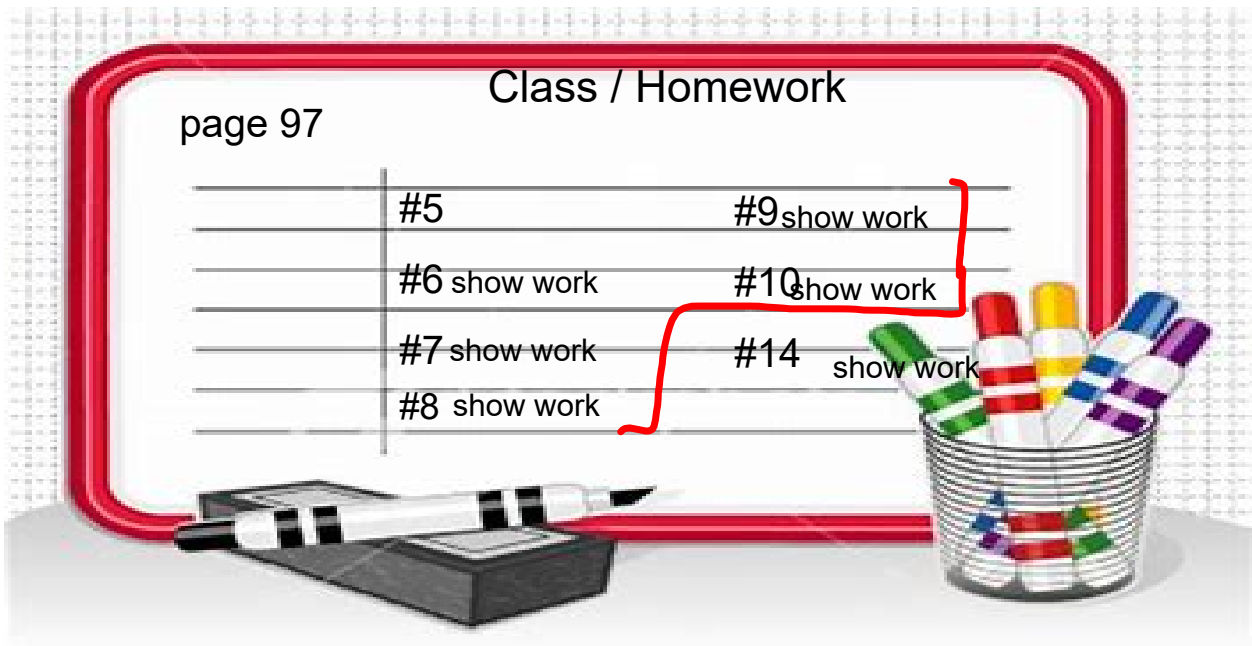 Class / Homework
page 97
#5
#6 show work
#7 show work
#8 show work
#9 show work
#10 show work
#14 show work